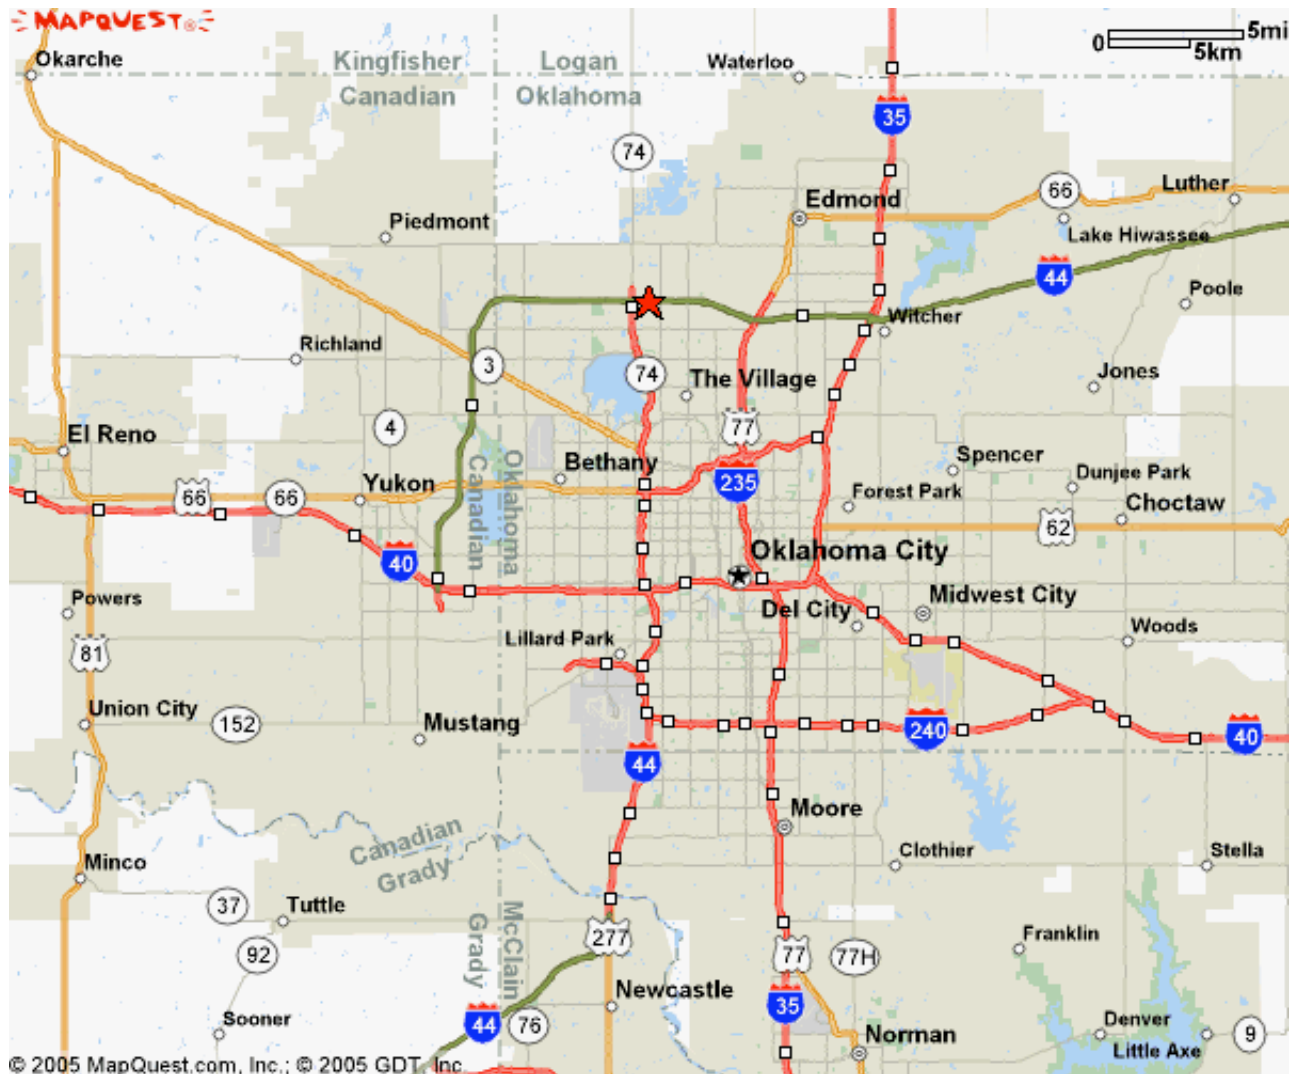 MAPQUEST
0 5mi
5km
Okarche
Kingfisher
Canadian
Logan
Oklahoma
Waterloo
35
74
66
Luther
Edmond
Piedmont
Lake Hiwassee
44
Poole
Witcher
Richland
3
74
The Village
Jones
4
77
El Reno
Bethany
Spencer
Dunjee Park
66
66
Yukon
235
Forest Park
Choctaw
62
Canadian
Oklahoma
Oklahoma City
40
Powers
Del City
Midwest City
Lillard Park
Woods
81
Union City
152
Mustang
240
40
44
Moore
Canadian
Grady
Minco
Clothier
Stella
37
Tuttle
Grady
McClain
277
77
77H
Franklin
92
Newcastle
35
Sooner
44
76
Norman
Denver
9
Little Axe
© 2005 MapQuest.com, Inc.; © 2005 GDT, Inc.